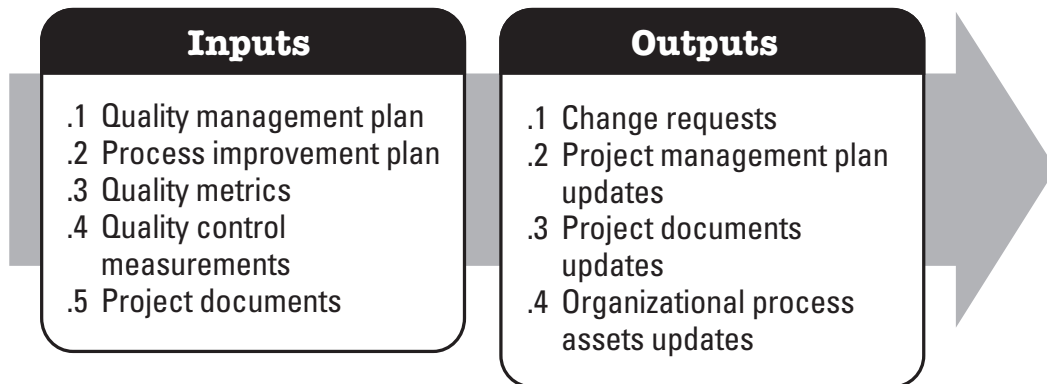 Inputs
.1 Quality management plan
.2 Process improvement plan
.3 Quality metrics
.4 Quality control
measurements
.5 Project documents
Outputs
.1 Change requests
.2 Project management plan
updates
.3 Project documents
updates
.4 Organizational process
assets updates